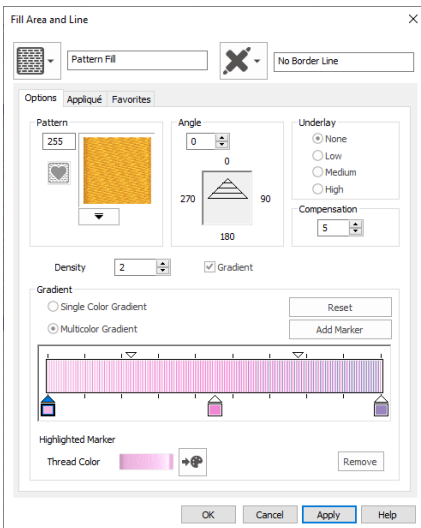 Fill Area and Line
Pattern Fill
No Border Line
Options Appliqué Favorites
Pattern
255
Angle
0
0
270
90
180
Underlay
None
Low
Medium
High
Compensation
5
Density 2
Gradient
Gradient
Single Color Gradient
Reset
Multicolor Gradient
Add Marker
Highlighted Marker
Thread Color
Remove
OK Cancel Apply Help